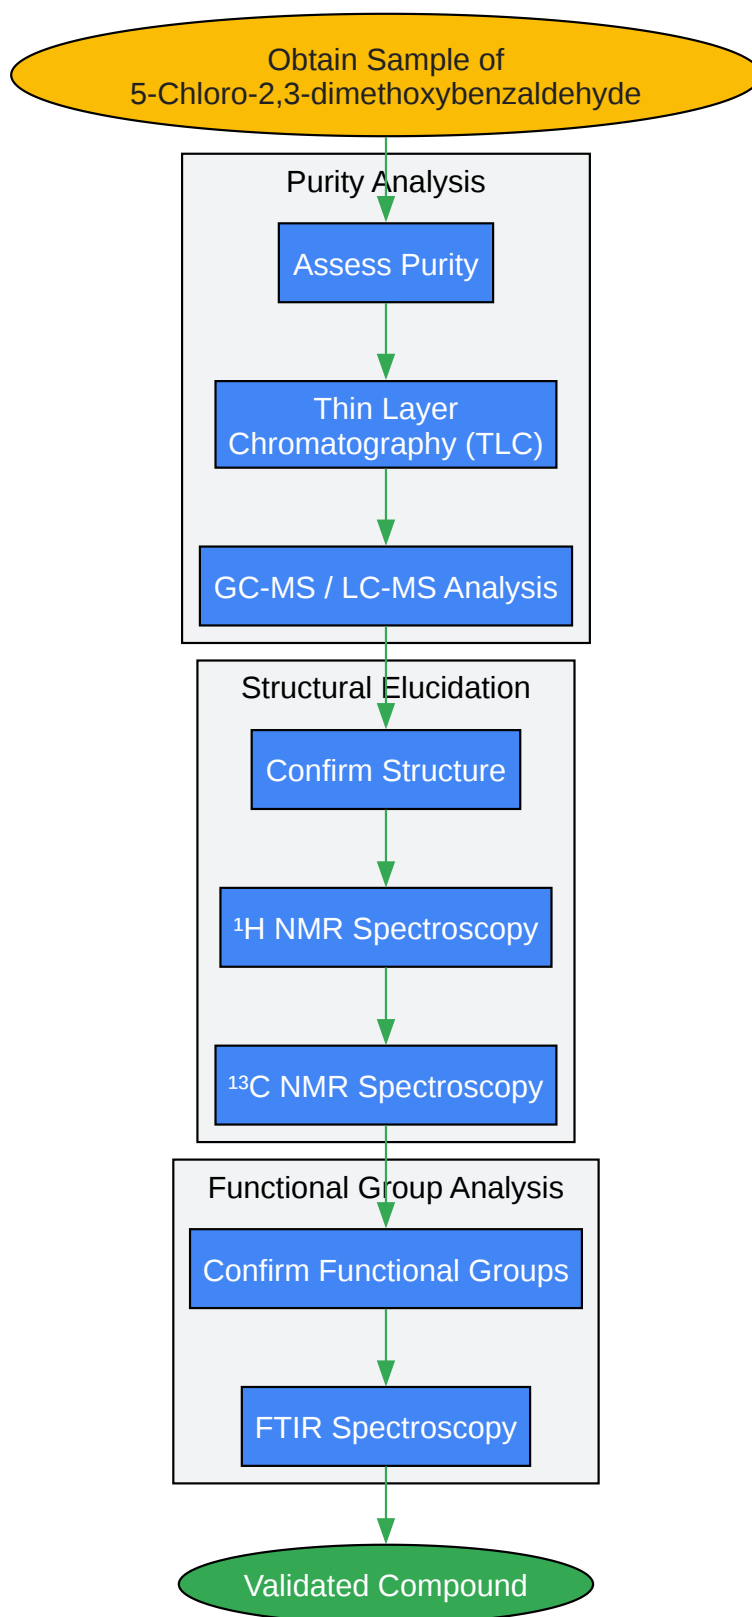 Obtain Sample of
5-Chloro-2,3-dimethoxybenzaldehyde
Purity Analysis
Assess Purity
Thin Layer
Chromatography (TLC)
GC-MS / LC-MS Analysis
Structural Elucidation
Confirm Structure
¹H NMR Spectroscopy
¹³C NMR Spectroscopy
Functional Group Analysis
Confirm Functional Groups
FTIR Spectroscopy
Validated Compound